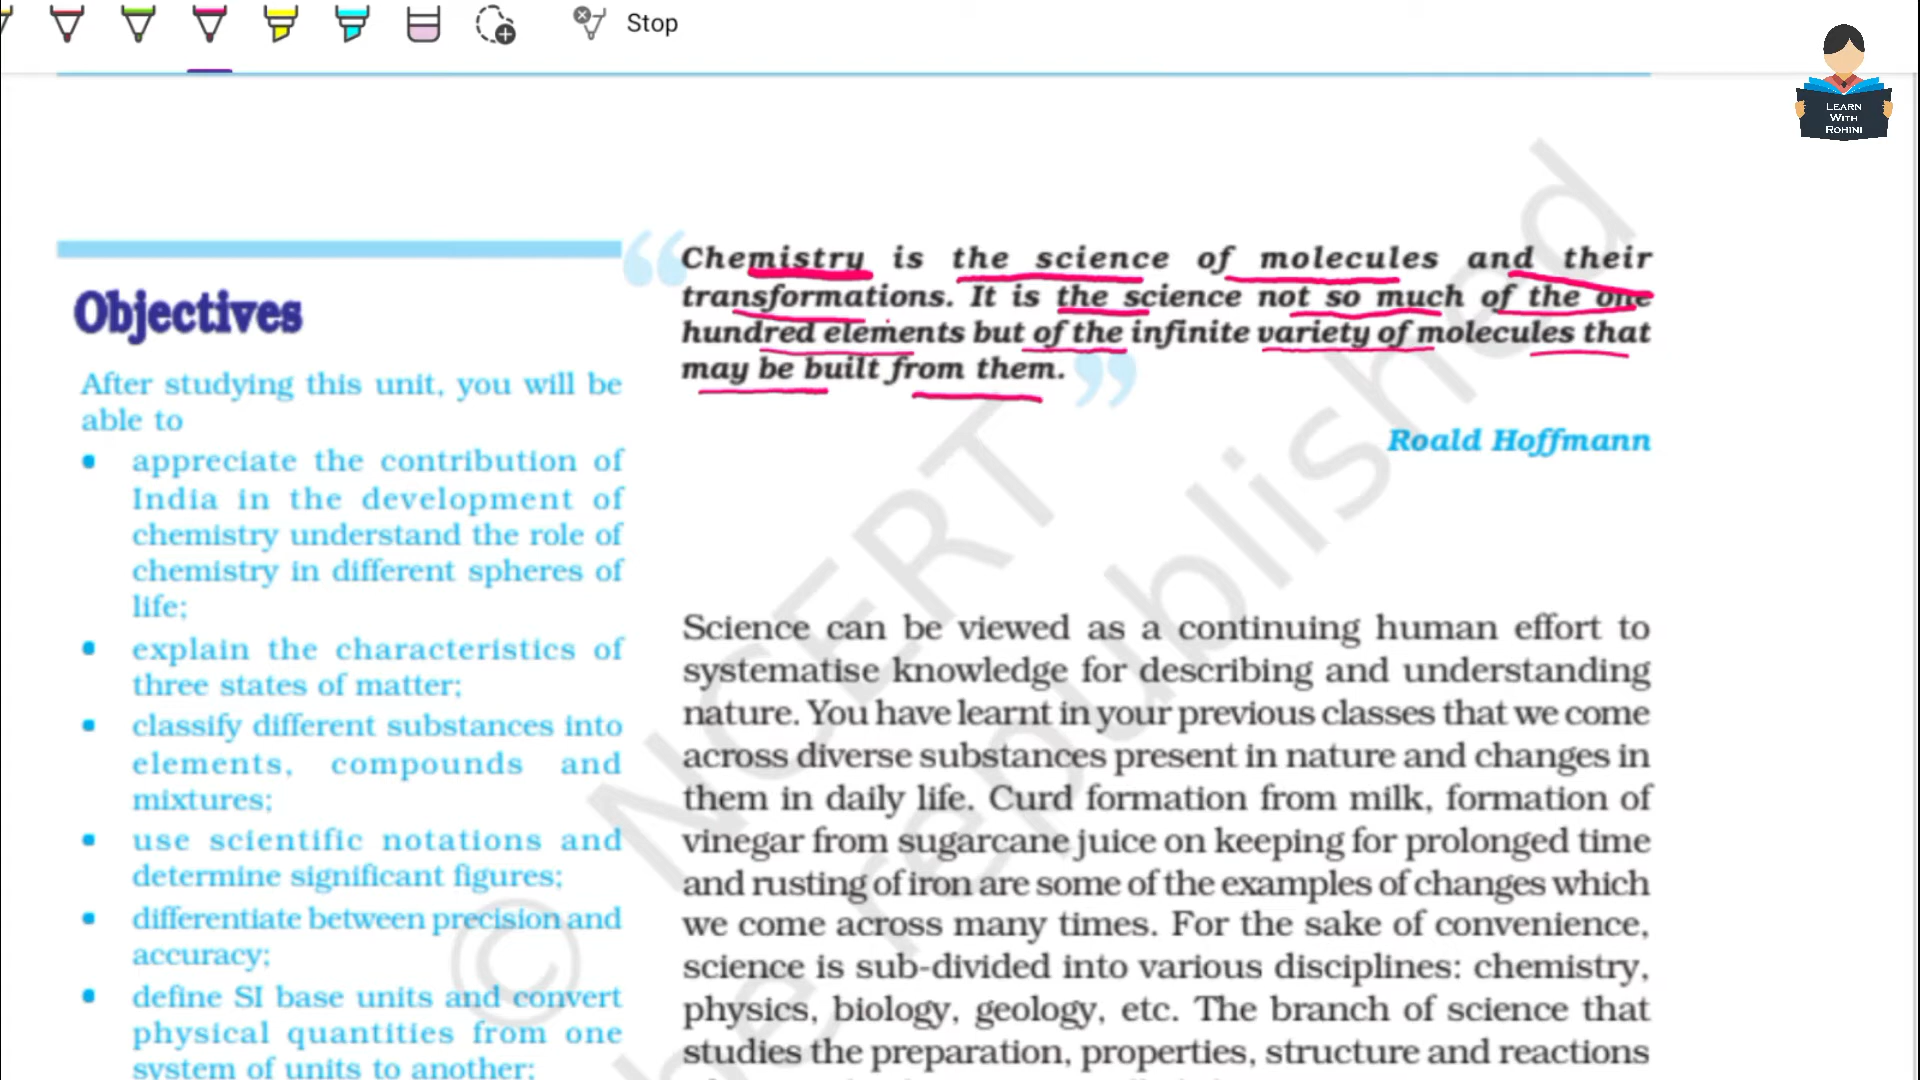 Stop
LEARN
WITH
ROHINI
“Chemistry is the science of molecules and their
transformations. It is the science not so much of the one
hundred elements but of the infinite variety of molecules that
may be built from them.”
Roald Hoffmann
Objectives
After studying this unit, you will be
able to
• appreciate the contribution of
India in the development of
chemistry understand the role of
chemistry in different spheres of
life;
• explain the characteristics of
three states of matter;
• classify different substances into
elements, compounds and
mixtures;
• use scientific notations and
determine significant figures;
• differentiate between precision and
accuracy;
• define SI base units and convert
physical quantities from one
system of units to another;
Science can be viewed as a continuing human effort to
systematise knowledge for describing and understanding
nature. You have learnt in your previous classes that we come
across diverse substances present in nature and changes in
them in daily life. Curd formation from milk, formation of
vinegar from sugarcane juice on keeping for prolonged time
and rusting of iron are some of the examples of changes which
we come across many times. For the sake of convenience,
science is sub-divided into various disciplines: chemistry,
physics, biology, geology, etc. The branch of science that
studies the preparation, properties, structure and reactions
© NCERT
be republished